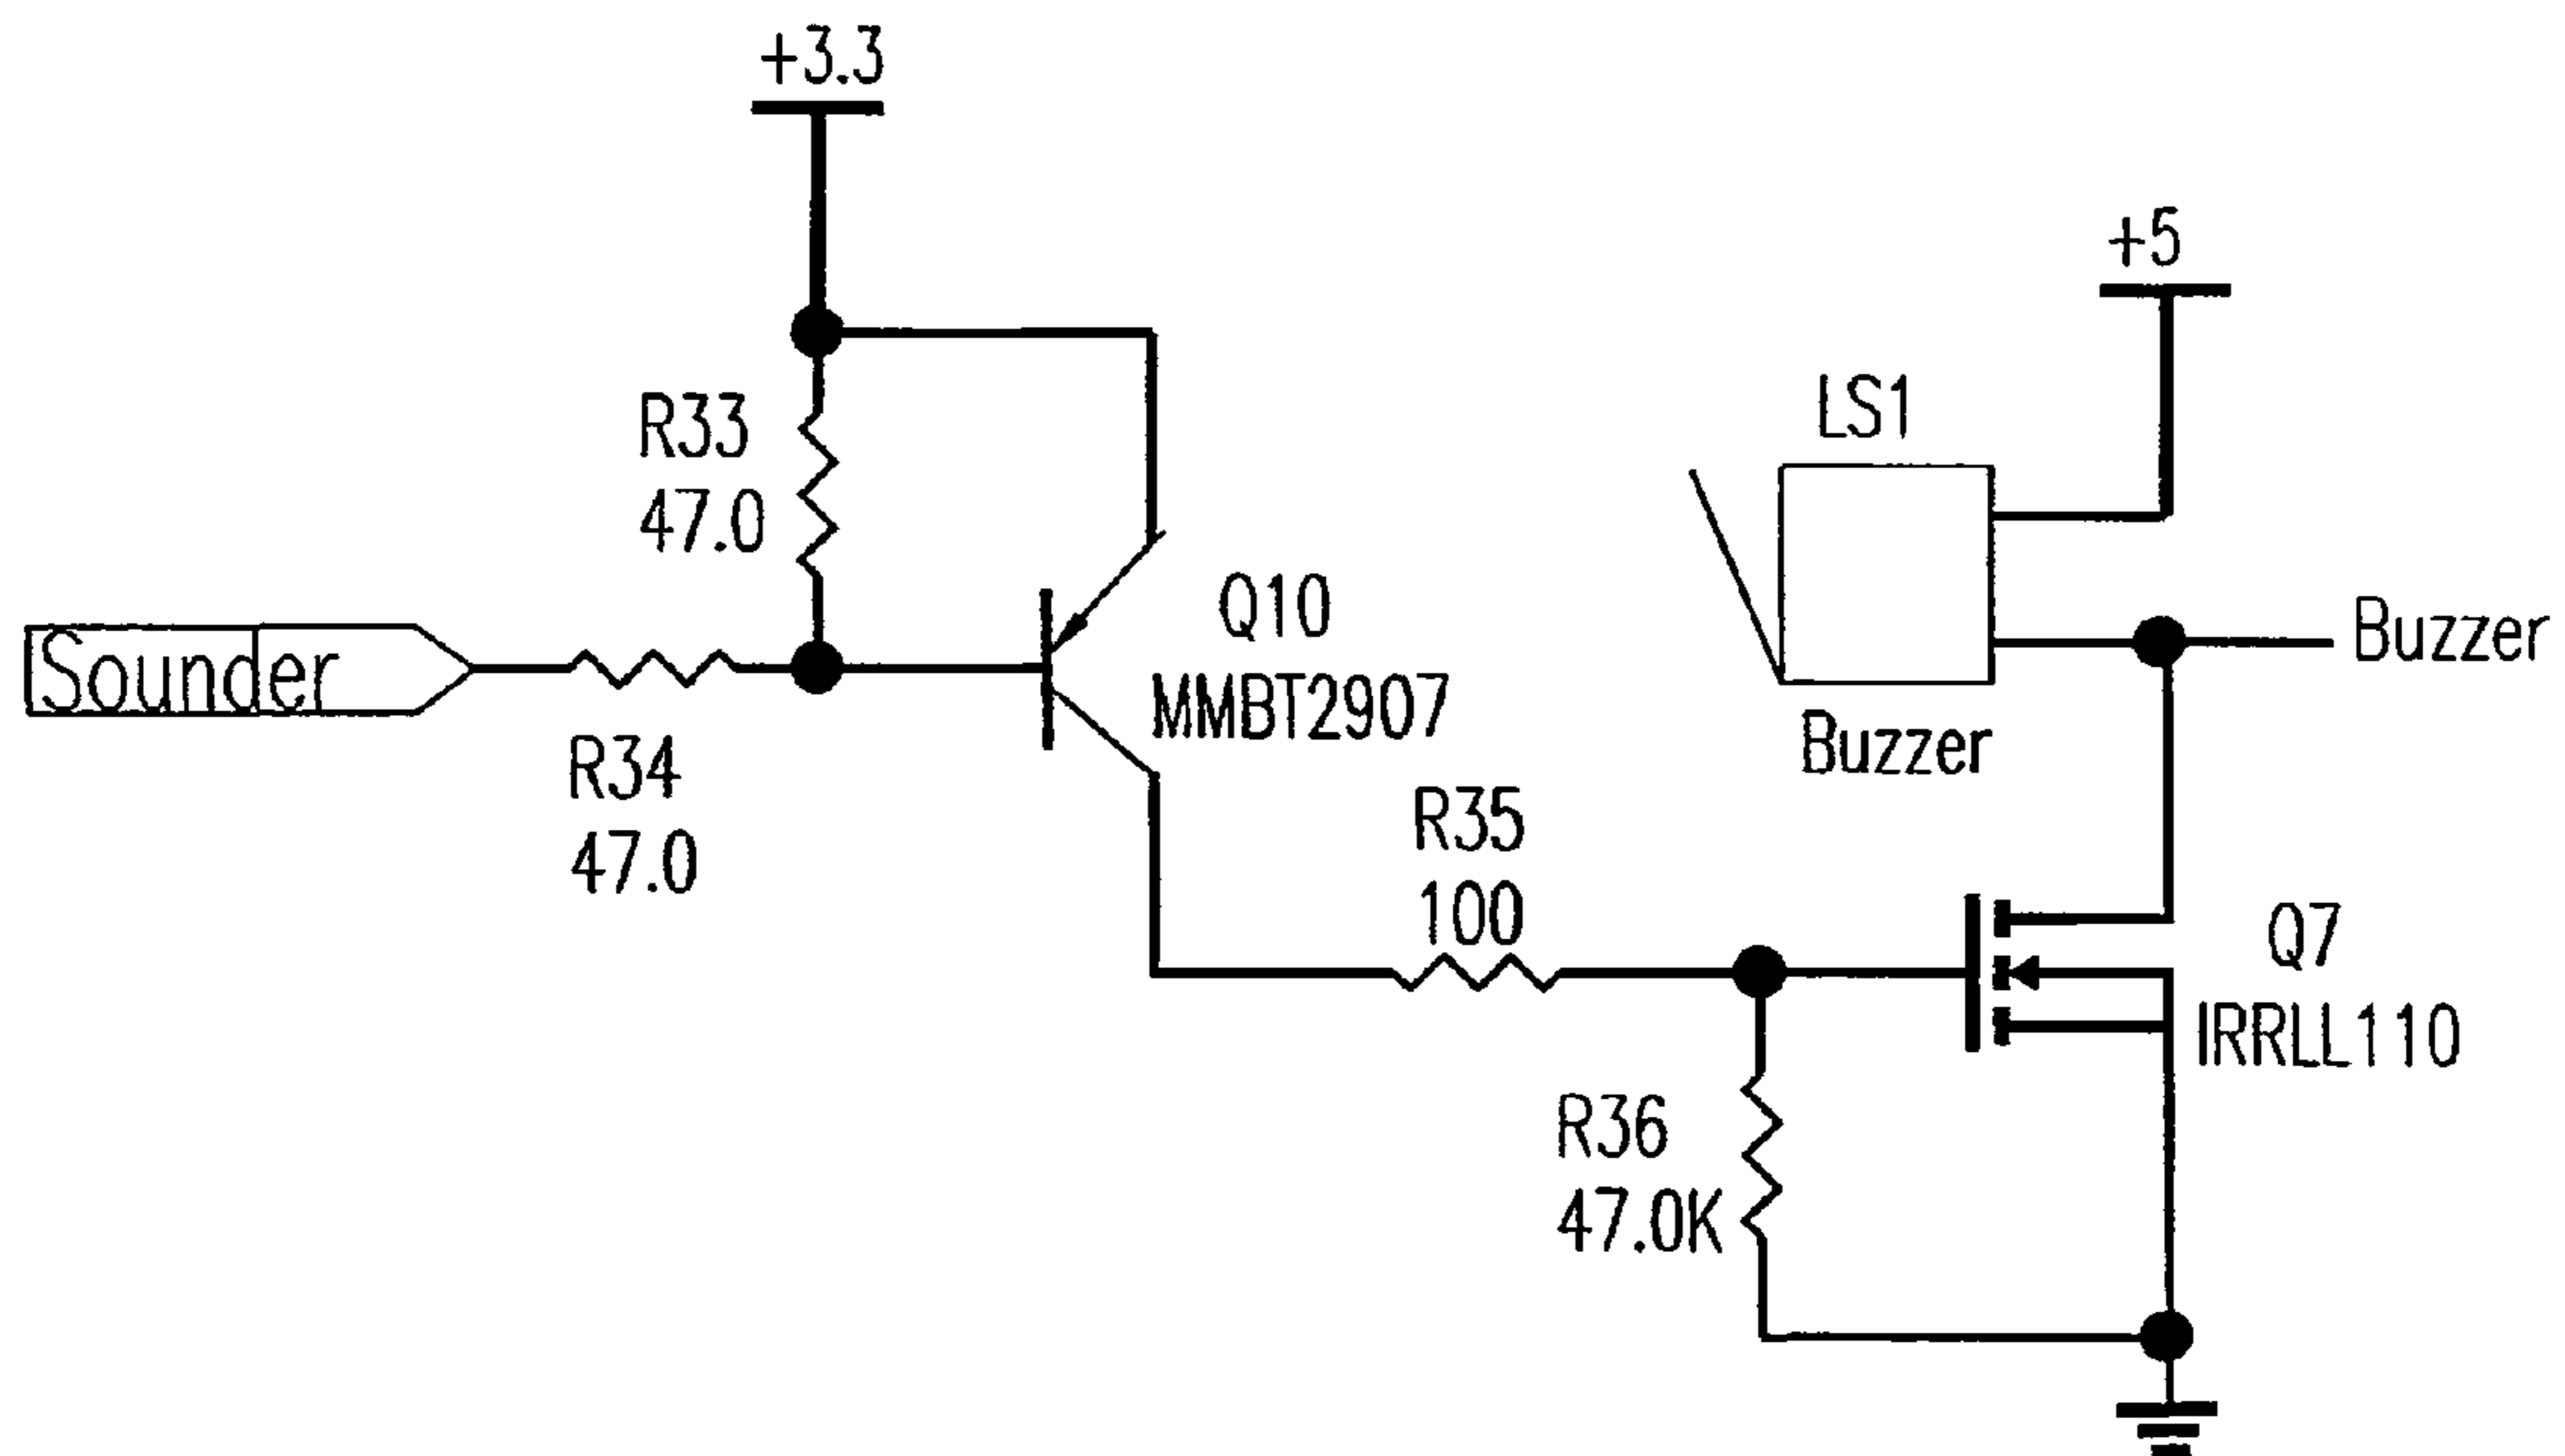 +3.3
+5
LS1
R33
47.0
Q10
MMBT2907
Sounder
Buzzer
Buzzer
R34
47.0
R35
100
Q7
IRRLL110
R36
47.0K